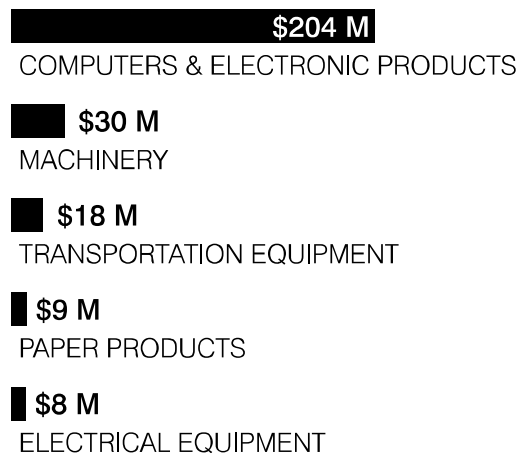 $204 M
COMPUTERS & ELECTRONIC PRODUCTS
$30 M
MACHINERY
$18 M
TRANSPORTATION EQUIPMENT
$9 M
PAPER PRODUCTS
$8 M
ELECTRICAL EQUIPMENT